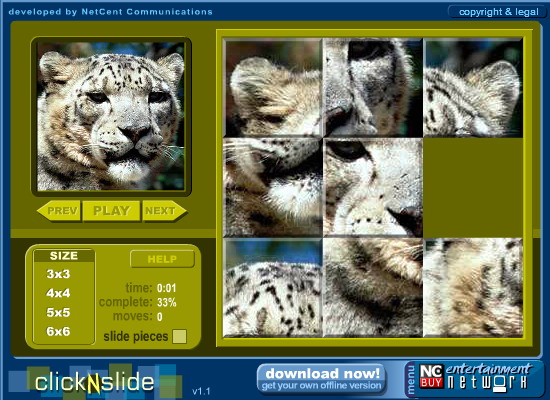 developed by NetCent Communications
copyright & legal
PREV
PLAY
NEXT
SIZE
3x3
4x4
5x5
6x6
HELP
time: 0:01
complete: 33%
moves: 0
slide pieces
clickNslide
v1.1
download now!
get your own offline version
menu
NC
BUY
entertainment
network